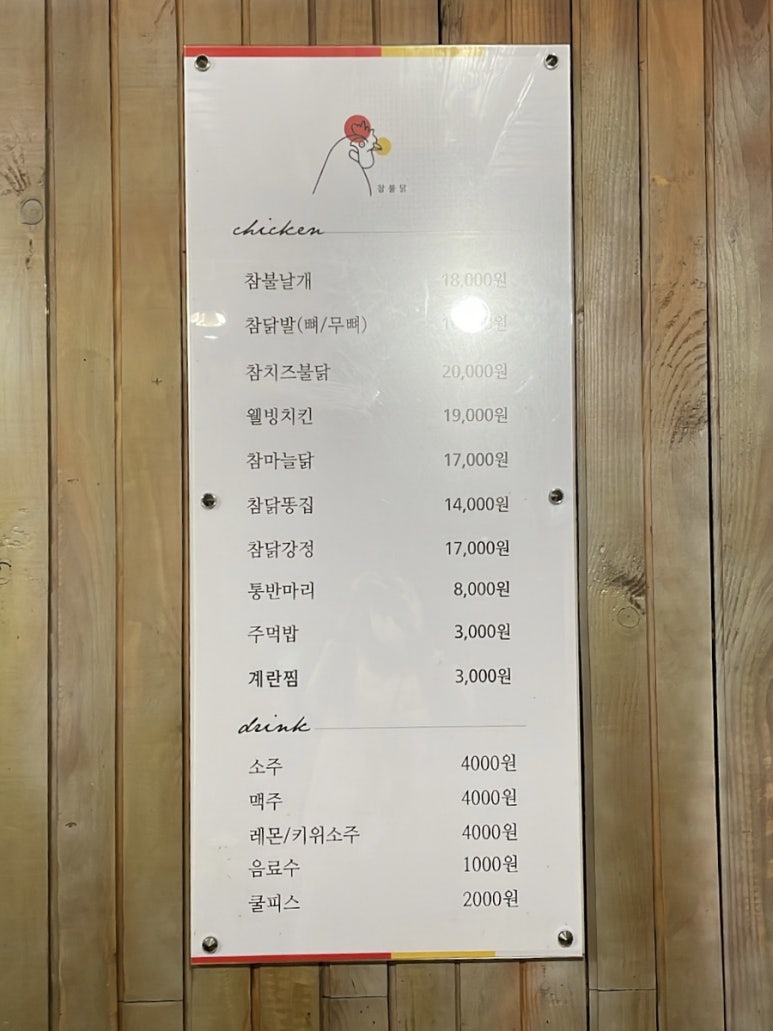 참불닭
chicken
참불날개 18,000원
참닭발(뼈/무뼈)
참치즈불닭 20,000원
웰빙치킨 19,000원
참마늘닭 17,000원
참닭똥집 14,000원
참닭강정 17,000원
통반마리 8,000원
주먹밥 3,000원
계란찜 3,000원
drink
소주 4000원
맥주 4000원
레몬/키위소주 4000원
음료수 1000원
쿨피스 2000원